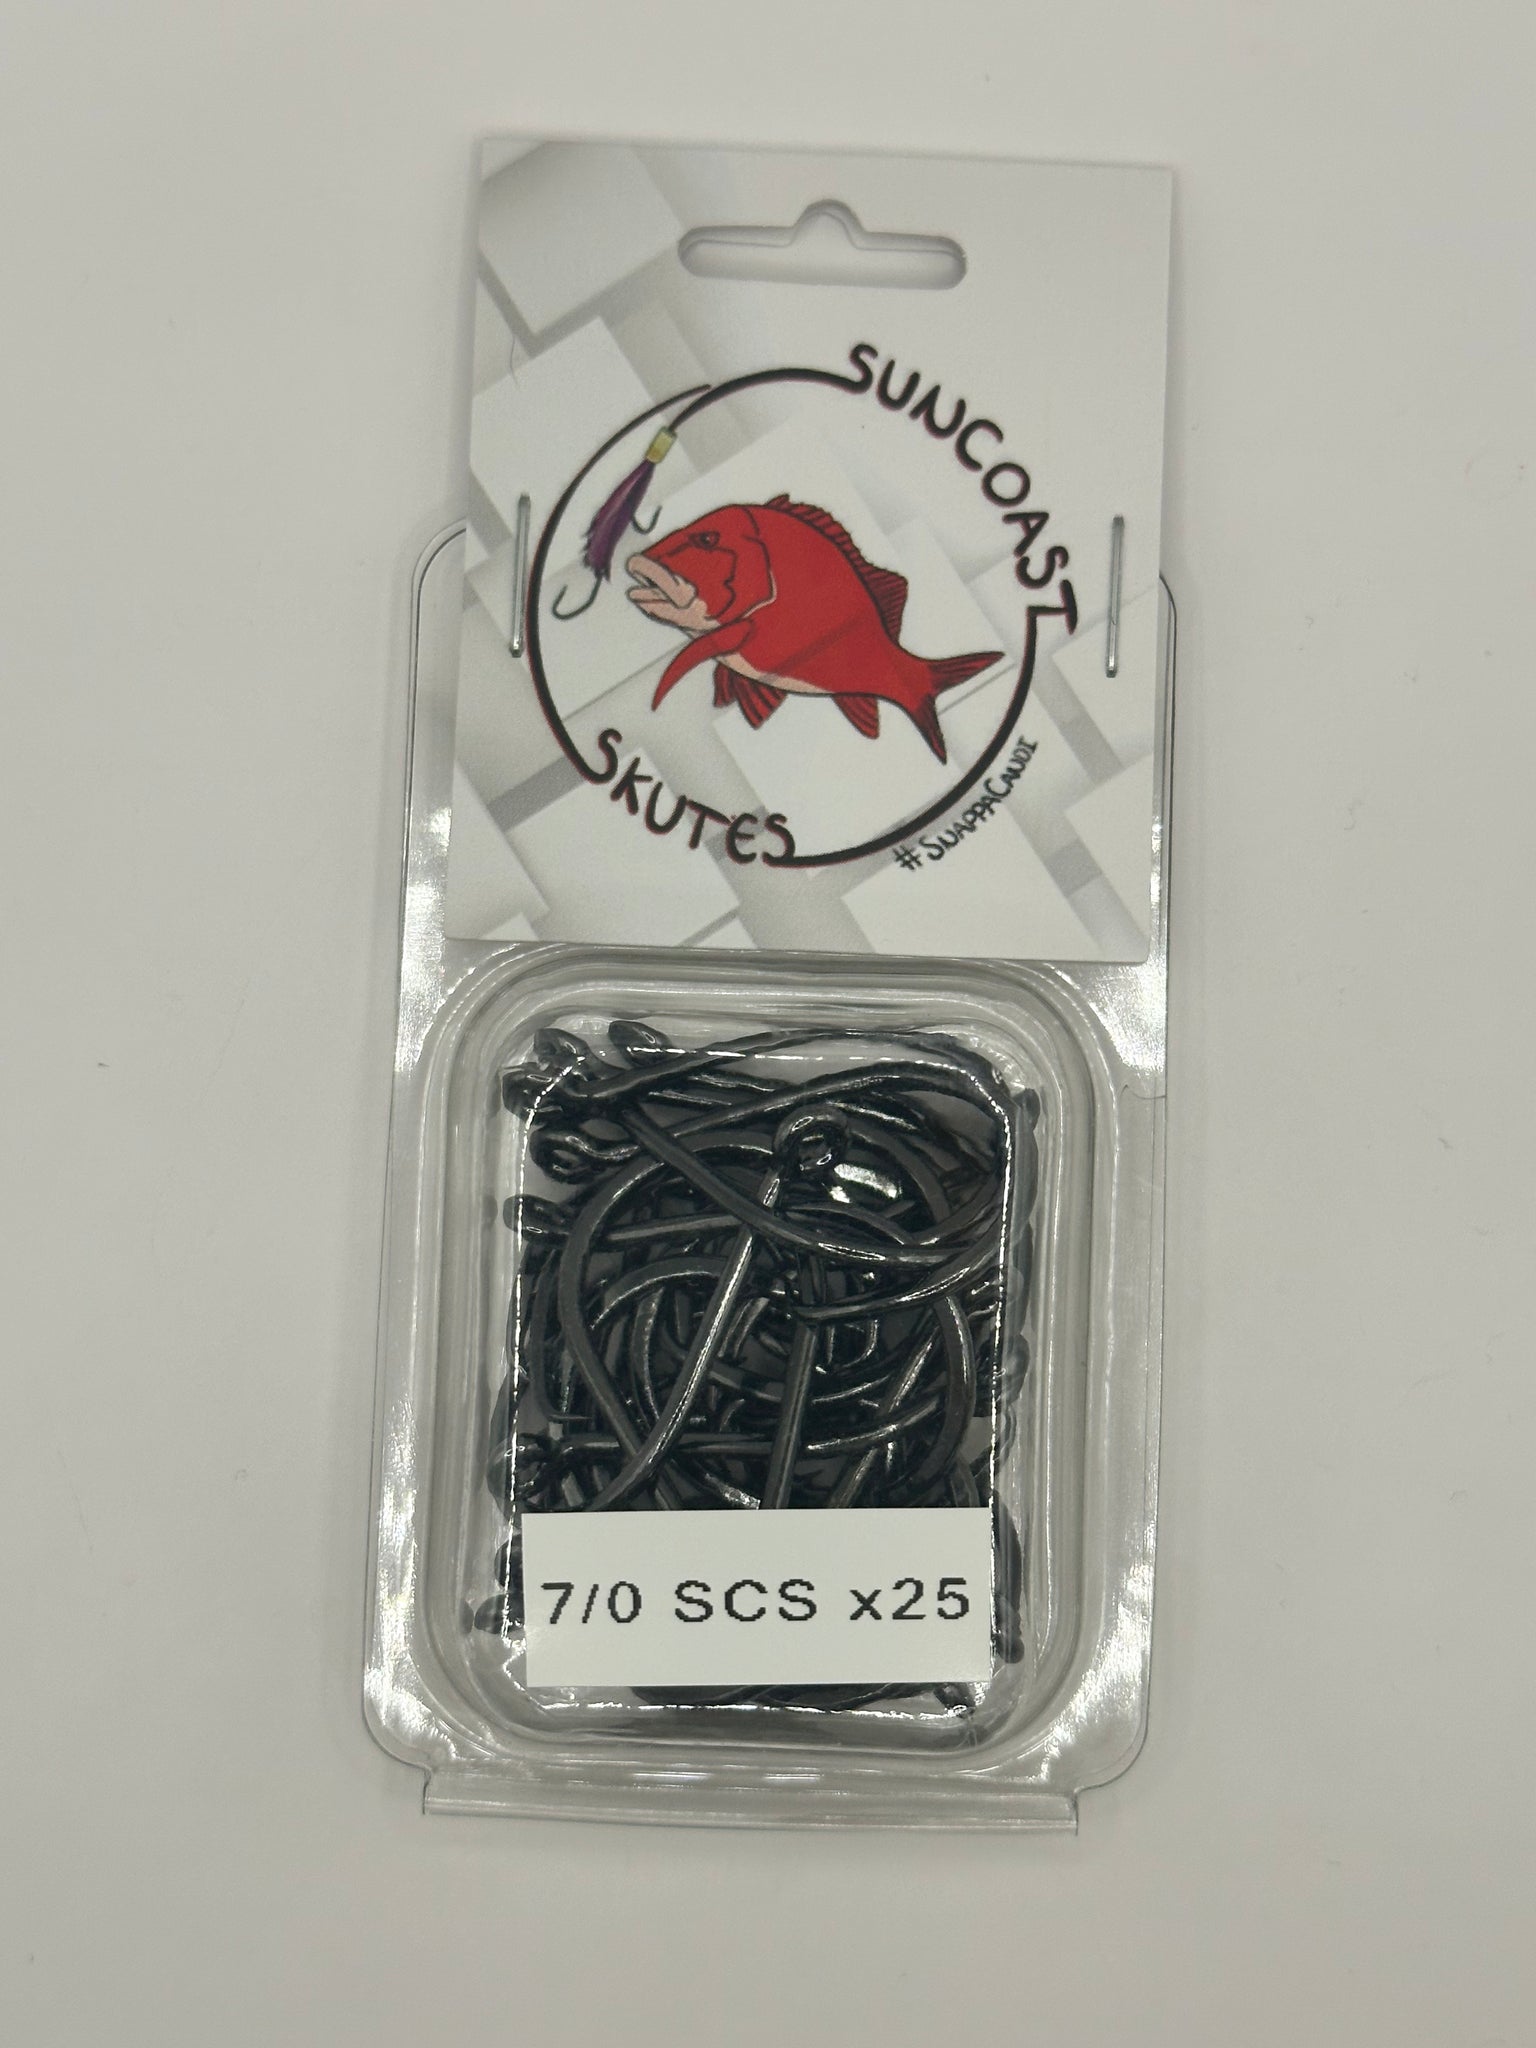 SUNCOAST
SKUTES
#SNAPPACANDI
7/0 SCS x25